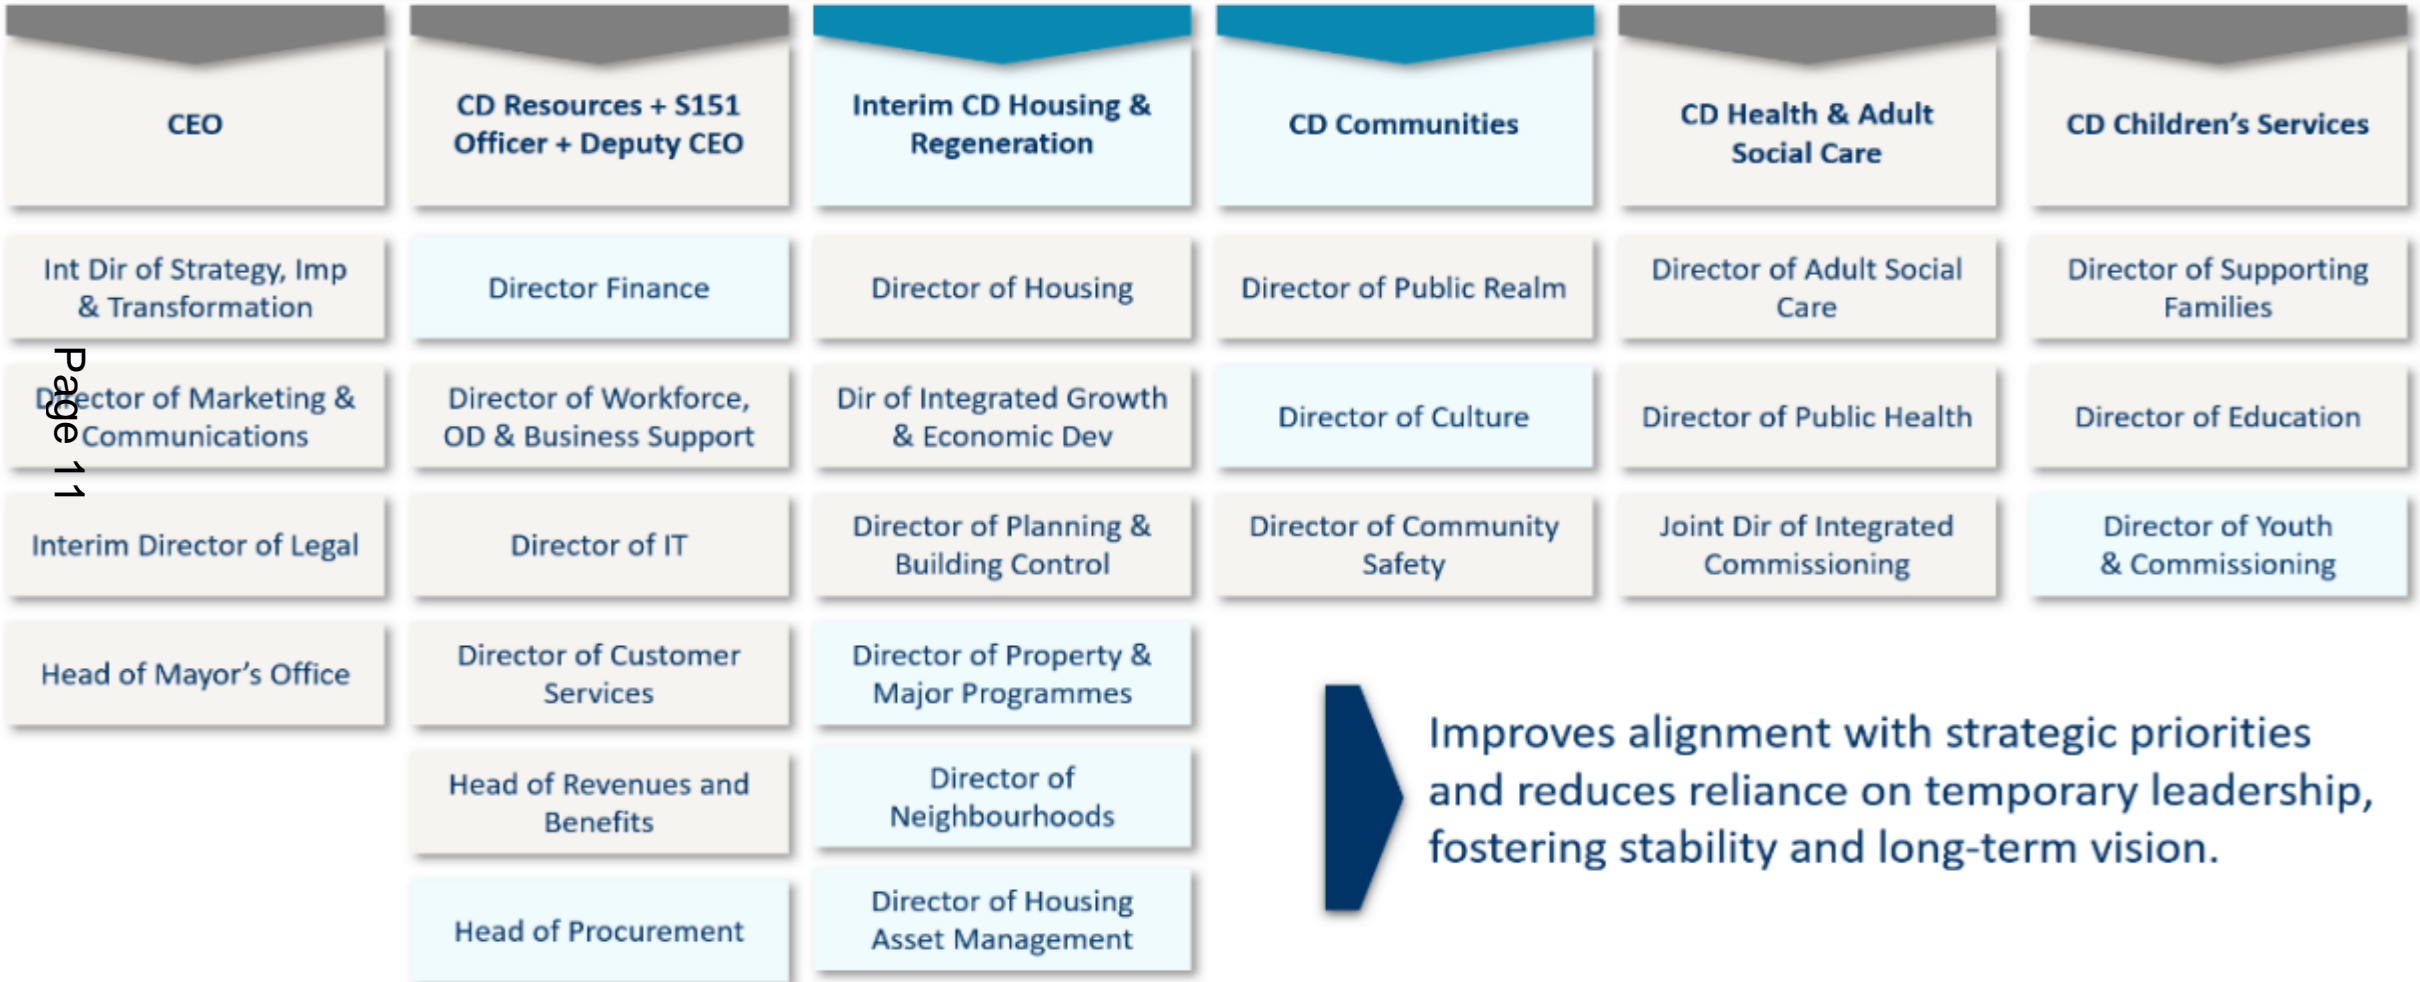 CEO
Int Dir of Strategy, Imp
& Transformation
Director of Marketing &
Communications
Interim Director of Legal
Head of Mayor’s Office
CD Resources + S151
Officer + Deputy CEO
Director Finance
Director of Workforce,
OD & Business Support
Director of IT
Director of Customer
Services
Head of Revenues and
Benefits
Head of Procurement
Interim CD Housing &
Regeneration
Director of Housing
Dir of Integrated Growth
& Economic Dev
Director of Planning &
Building Control
Director of Property &
Major Programmes
Director of
Neighbourhoods
Director of Housing
Asset Management
CD Communities
Director of Public Realm
Director of Culture
Director of Community
Safety
CD Health & Adult
Social Care
Director of Adult Social
Care
Director of Public Health
Joint Dir of Integrated
Commissioning
CD Children’s Services
Director of Supporting
Families
Director of Education
Director of Youth
& Commissioning
Improves alignment with strategic priorities
and reduces reliance on temporary leadership,
fostering stability and long-term vision.
Page 11